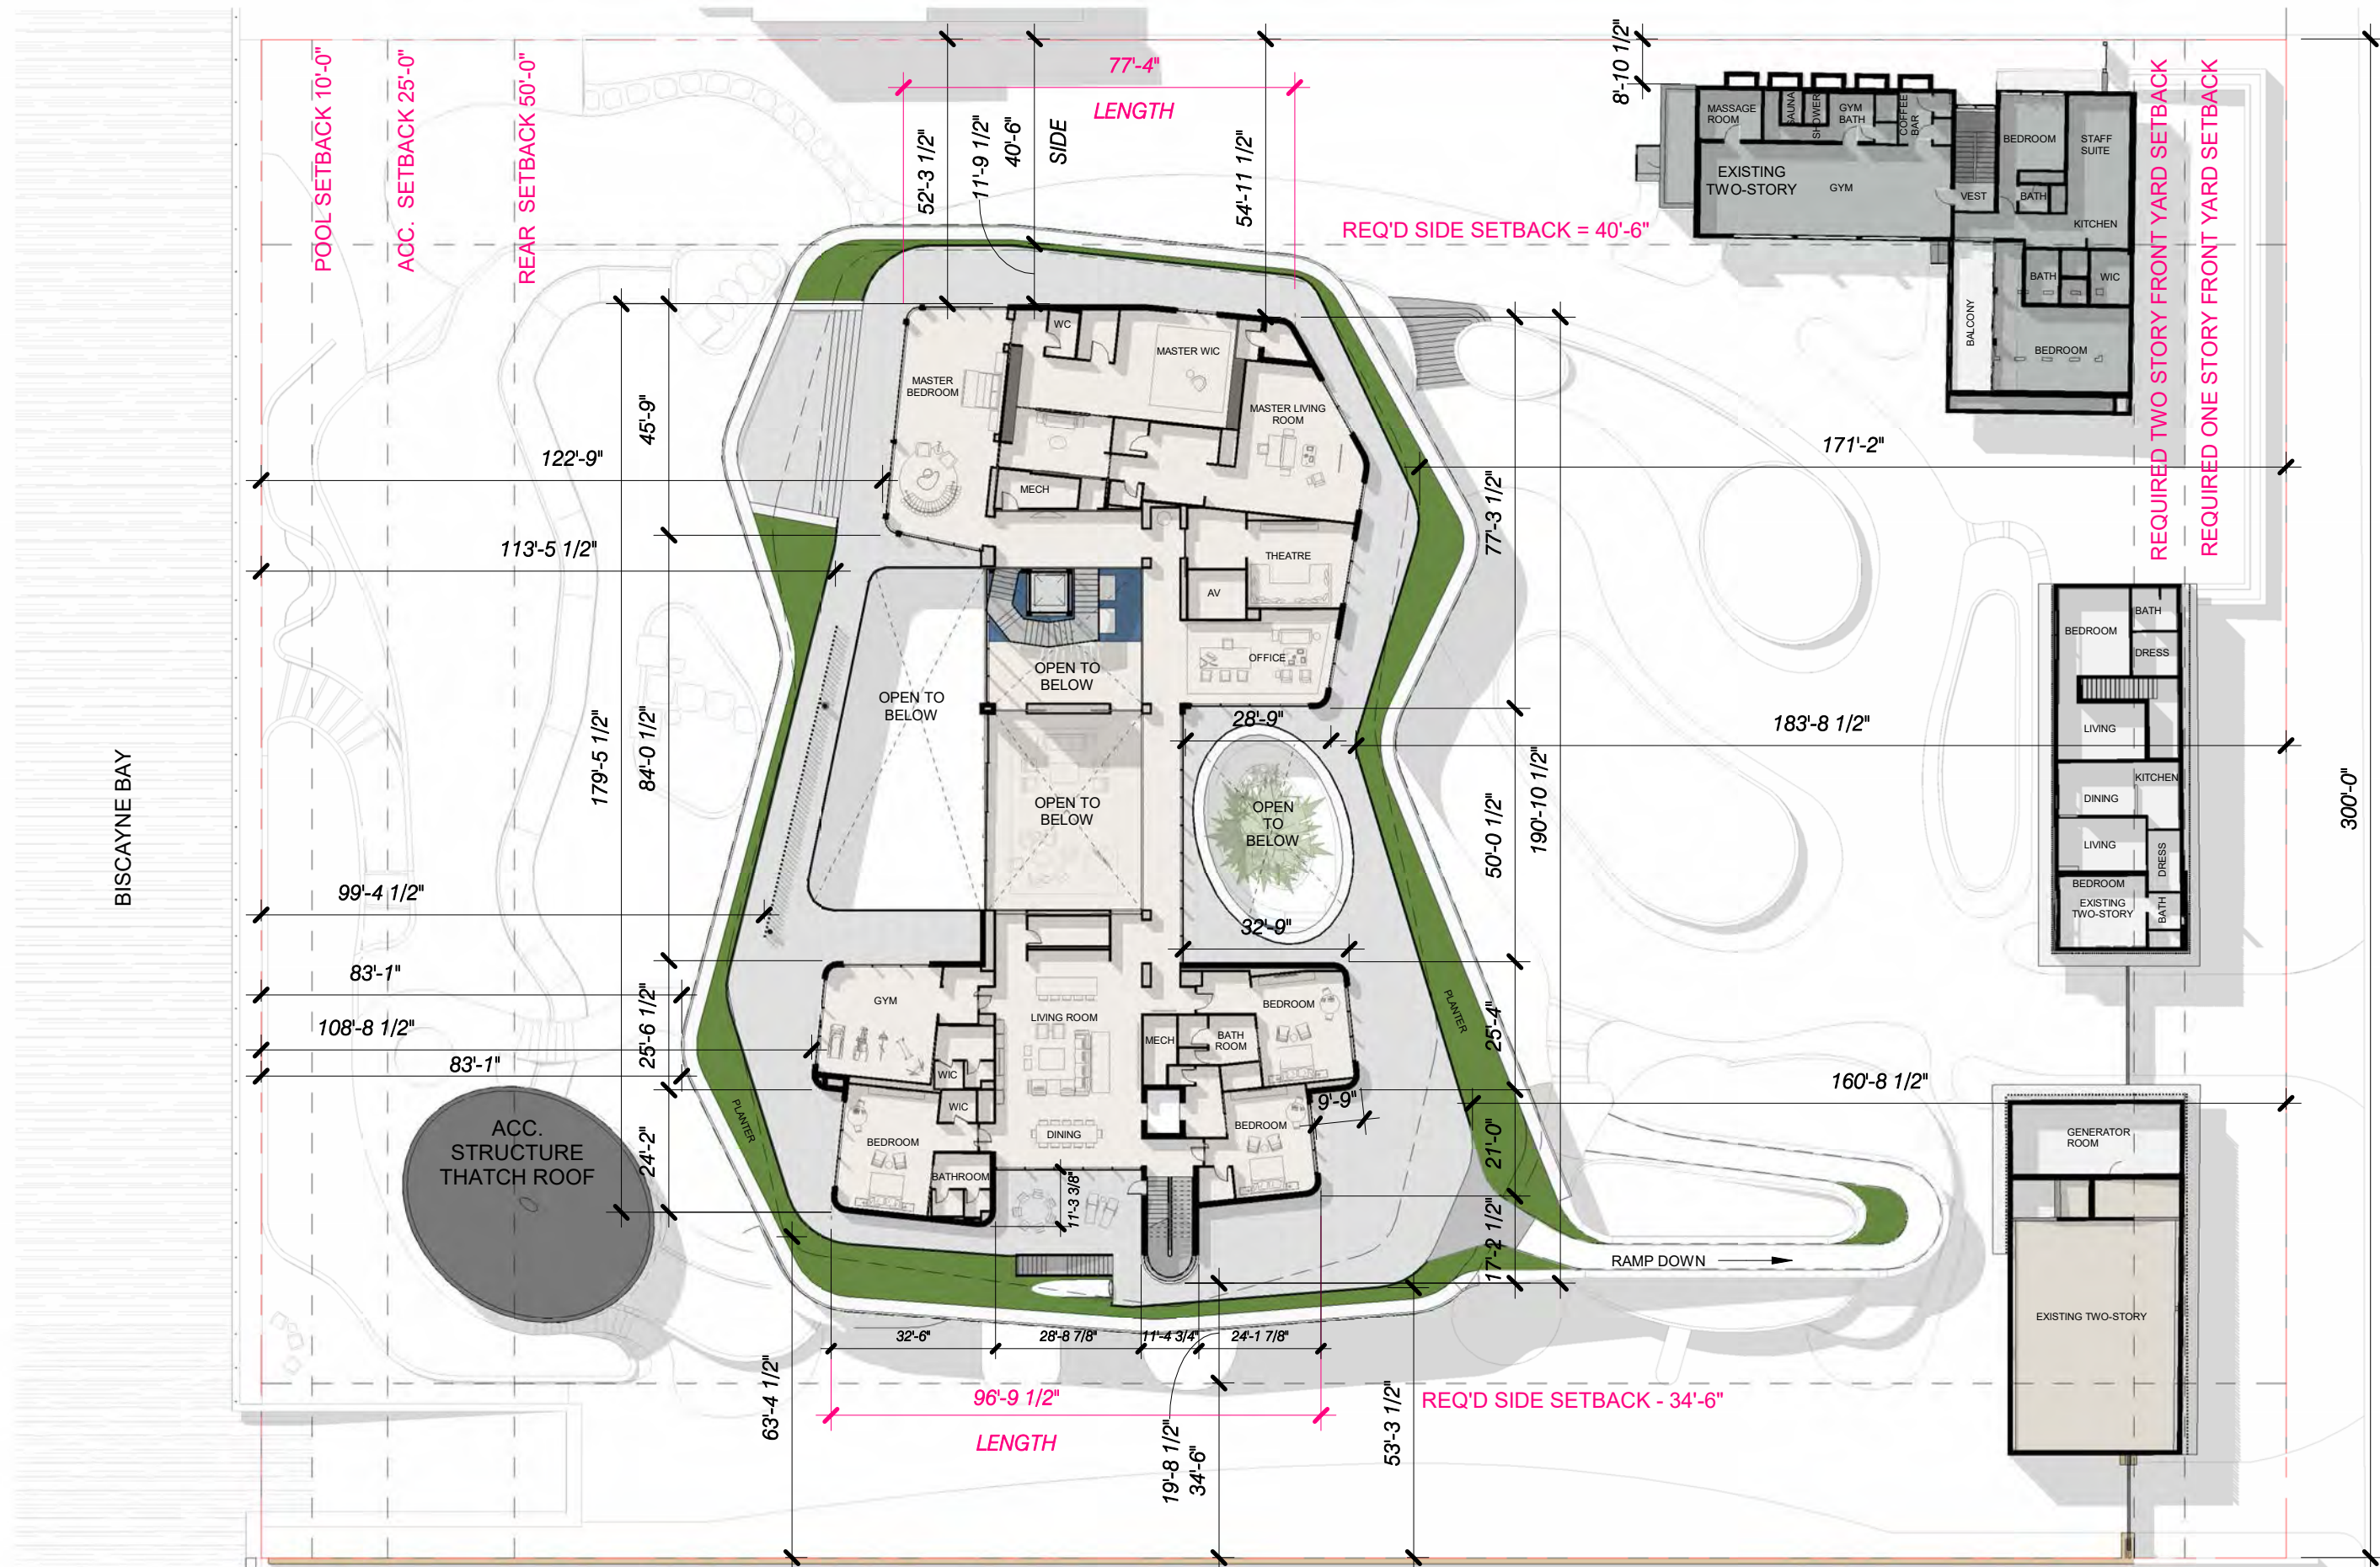 POOL SETBACK 10'-0"
ACC. SETBACK 25'-0"
REAR SETBACK 50'-0"
77'-4"
LENGTH
52'-3 1/2"
11'-9 1/2"
40'-6"
SIDE
54'-11 1/2"
8'-10 1/2"
REQ'D SIDE SETBACK = 40'-6"
MASSAGE
ROOM
SAUNA
SHOWER
GYM
BATH
COFFEE
BAR
EXISTING
TWO-STORY
GYM
VEST
BEDROOM
STAFF
SUITE
BATH
KITCHEN
BATH
WIC
BALCONY
BEDROOM
REQUIRED TWO STORY FRONT YARD SETBACK
REQUIRED ONE STORY FRONT YARD SETBACK
WC
MASTER WIC
MASTER
BEDROOM
MASTER LIVING
ROOM
MECH
THEATRE
AV
OFFICE
45'-9"
122'-9"
113'-5 1/2"
179'-5 1/2"
84'-0 1/2"
OPEN TO
BELOW
OPEN TO
BELOW
OPEN TO
BELOW
OPEN
TO
BELOW
28'-9"
32'-9"
77'-3 1/2"
171'-2"
183'-8 1/2"
50'-0 1/2"
190'-10 1/2"
300'-0"
BISCAYNE BAY
BATH
BEDROOM
DRESS
LIVING
KITCHEN
DINING
LIVING
DRESS
BEDROOM
EXISTING
TWO-STORY
BATH
99'-4 1/2"
83'-1"
108'-8 1/2"
83'-1"
25'-6 1/2"
24'-2"
GYM
WIC
WIC
LIVING ROOM
DINING
BEDROOM
BATHROOM
MECH
BATH
ROOM
BEDROOM
BEDROOM
PLANTER
PLANTER
25'-4"
9'-9"
21'-0"
17'-2 1/2"
11'-3 3/8"
160'-8 1/2"
ACC.
STRUCTURE
THATCH ROOF
GENERATOR
ROOM
EXISTING TWO-STORY
RAMP DOWN
32'-6"
28'-8 7/8"
11'-4 3/4"
24'-1 7/8"
96'-9 1/2"
LENGTH
63'-4 1/2"
19'-8 1/2"
34'-6"
53'-3 1/2"
REQ'D SIDE SETBACK - 34'-6"